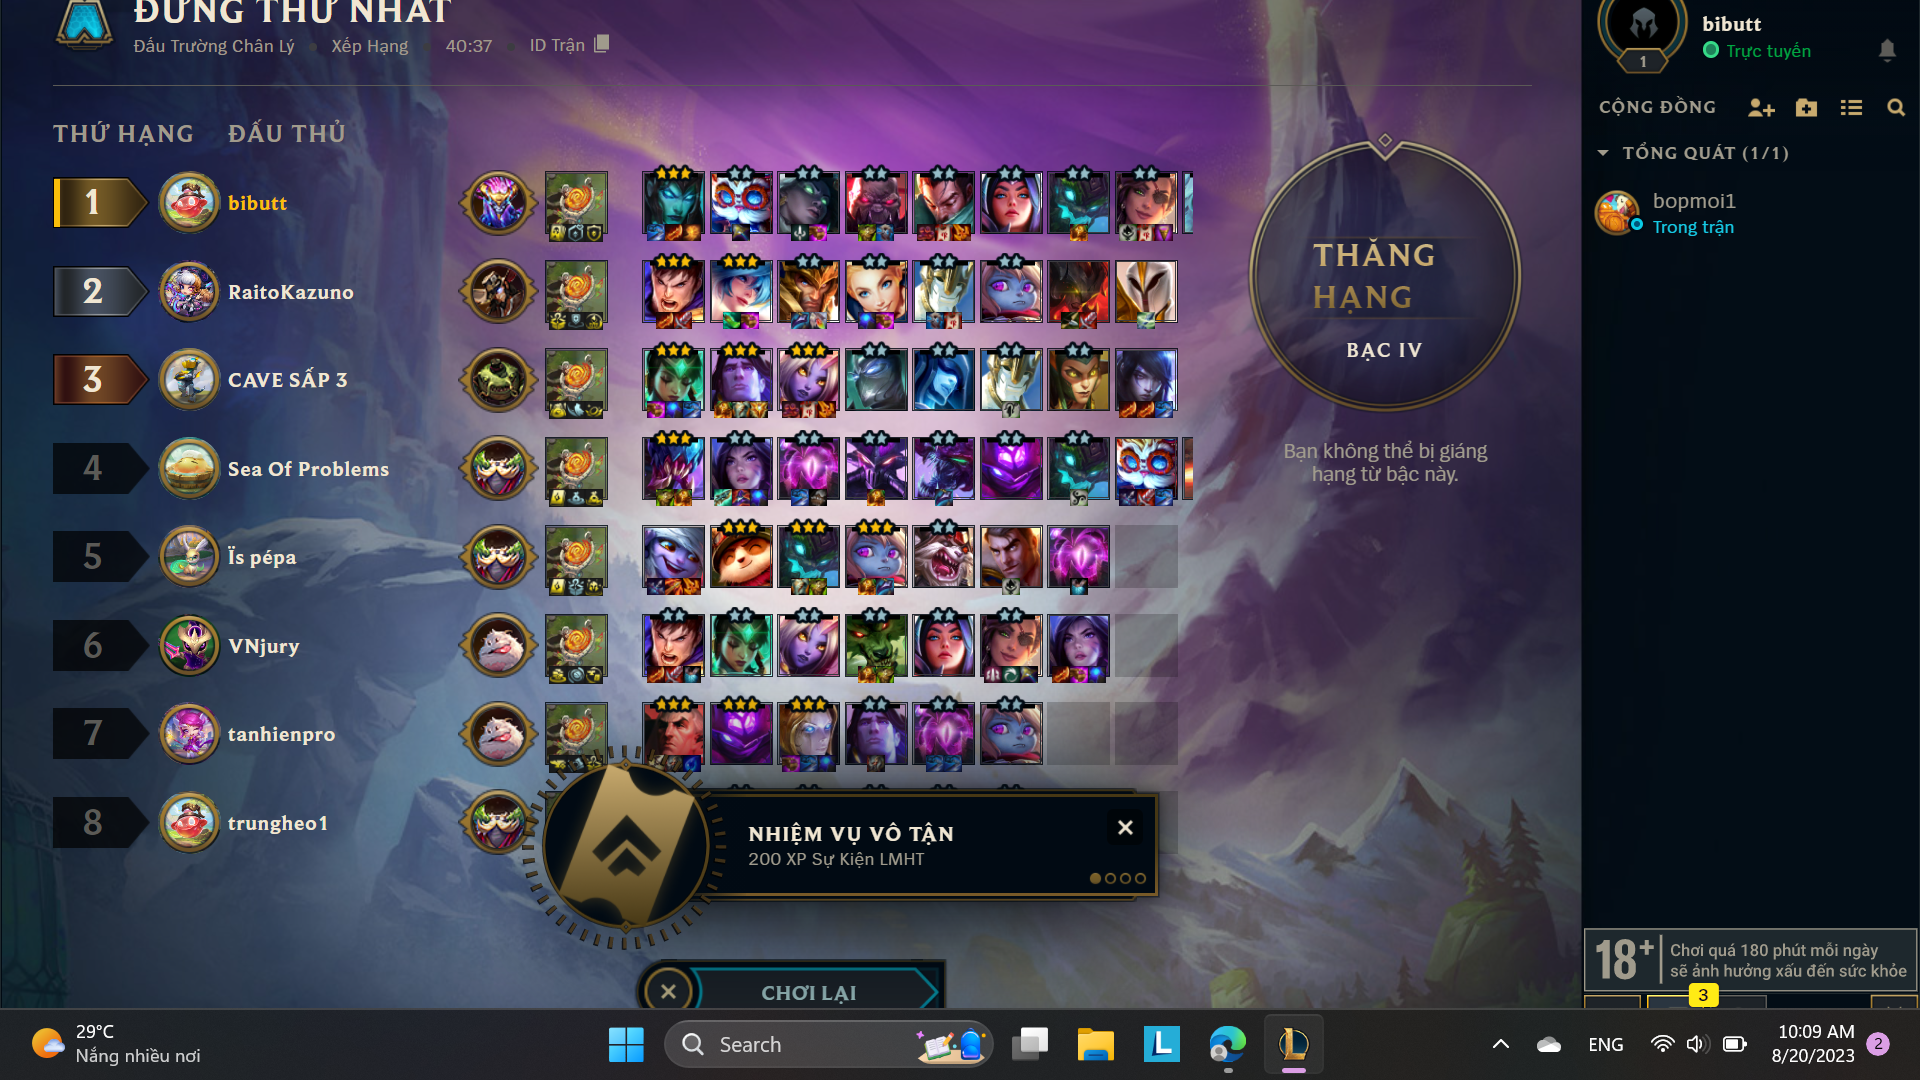 ĐỨNG THỨ NHẤT
Đấu Trường Chân Lý
Xếp Hạng
40:37
ID Trận
THỨ HẠNG
ĐẤU THỦ
1
bibutt
2
RaitoKazuno
3
CAVE SẤP 3
4
Sea Of Problems
5
Ïs pépa
6
VNjury
7
tanhienpro
8
trungheo1
THĂNG
HẠNG
BẠC IV
Bạn không thể bị giáng
hạng từ bậc này.
NHIỆM VỤ VÔ TẬN
200 XP Sự Kiện LMHT
CHƠI LẠI
bibutt
Trực tuyến
1
CỘNG ĐỒNG
TỔNG QUÁT (1/1)
bopmoi1
Trong trận
18+
Chơi quá 180 phút mỗi ngày
sẽ ảnh hưởng xấu đến sức khỏe
3
29°C
Nắng nhiều nơi
Search
L
ENG
10:09 AM
8/20/2023
2